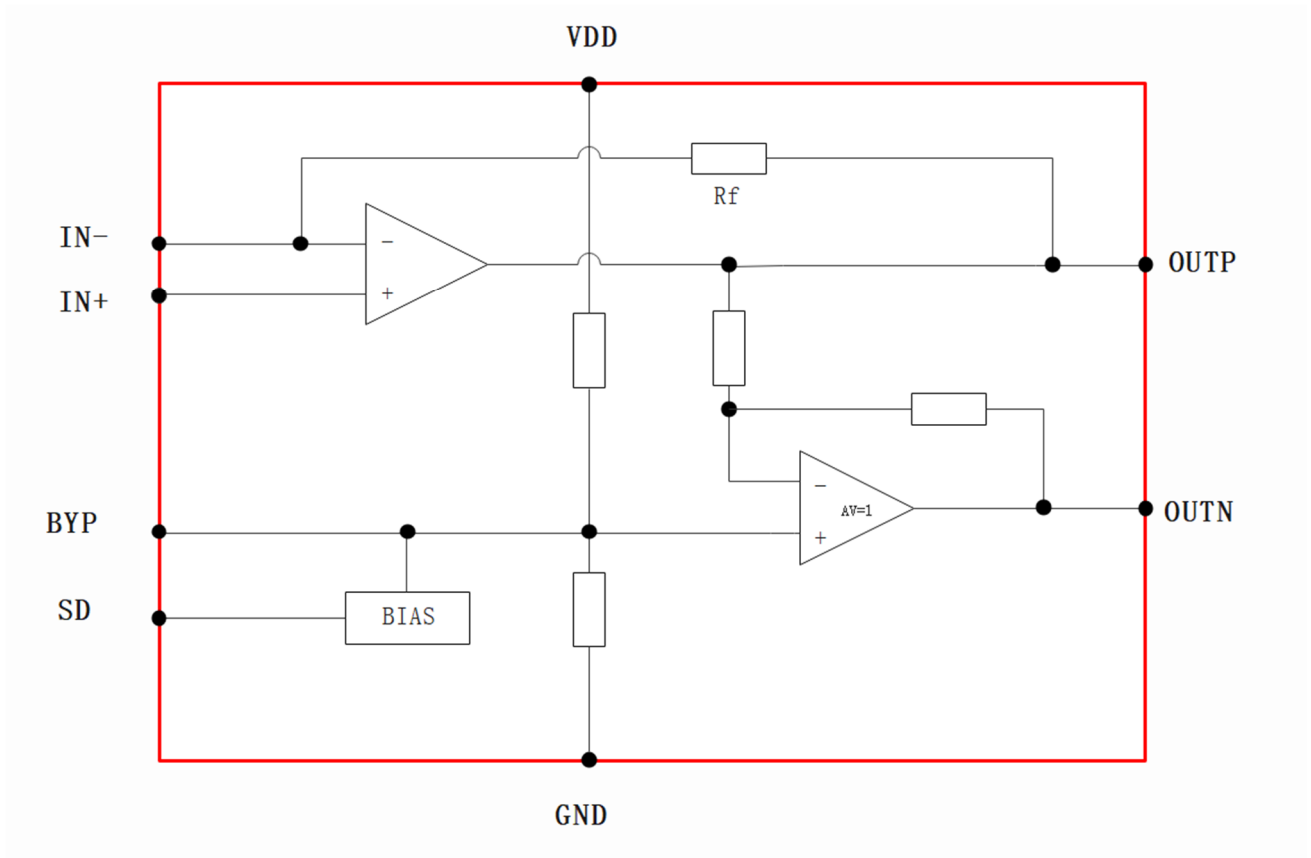 VDD
Rf
IN-
−
OUTP
IN+
+
−
BYP
AV=1
OUTN
+
SD
BIAS
GND